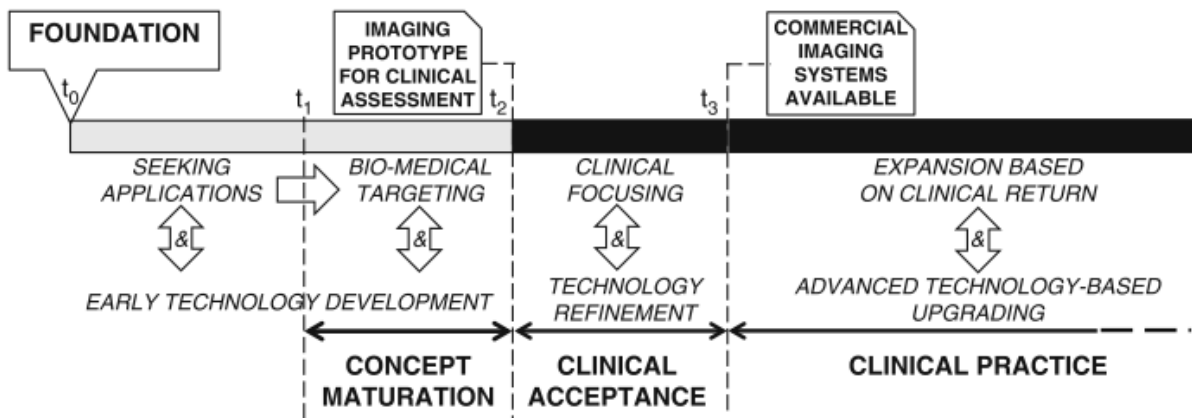 FOUNDATION
IMAGING
PROTOTYPE
FOR CLINICAL
ASSESSMENT
COMMERCIAL
IMAGING
SYSTEMS
AVAILABLE
t0
t1
t2
t3
SEEKING
APPLICATIONS
BIO-MEDICAL
TARGETING
CLINICAL
FOCUSING
EXPANSION BASED
ON CLINICAL RETURN
&
&
&
&
EARLY TECHNOLOGY DEVELOPMENT
TECHNOLOGY
REFINEMENT
ADVANCED TECHNOLOGY-BASED
UPGRADING
CONCEPT
MATURATION
CLINICAL
ACCEPTANCE
CLINICAL PRACTICE